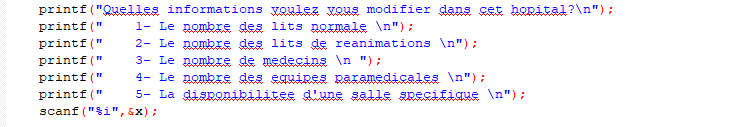 printf("Quelles informations voulez vous modifier dans cet hopital?\n");
printf("    1- Le nombre des lits normale \n");
printf("    2- Le nombre des lits de reanimations \n");
printf("    3- Le nombre de medecins \n ");
printf("    4- Le nombre des equipes paramedicales \n");
printf("    5- La disponibilitee d'une salle specifique \n");
scanf("%i",&x);